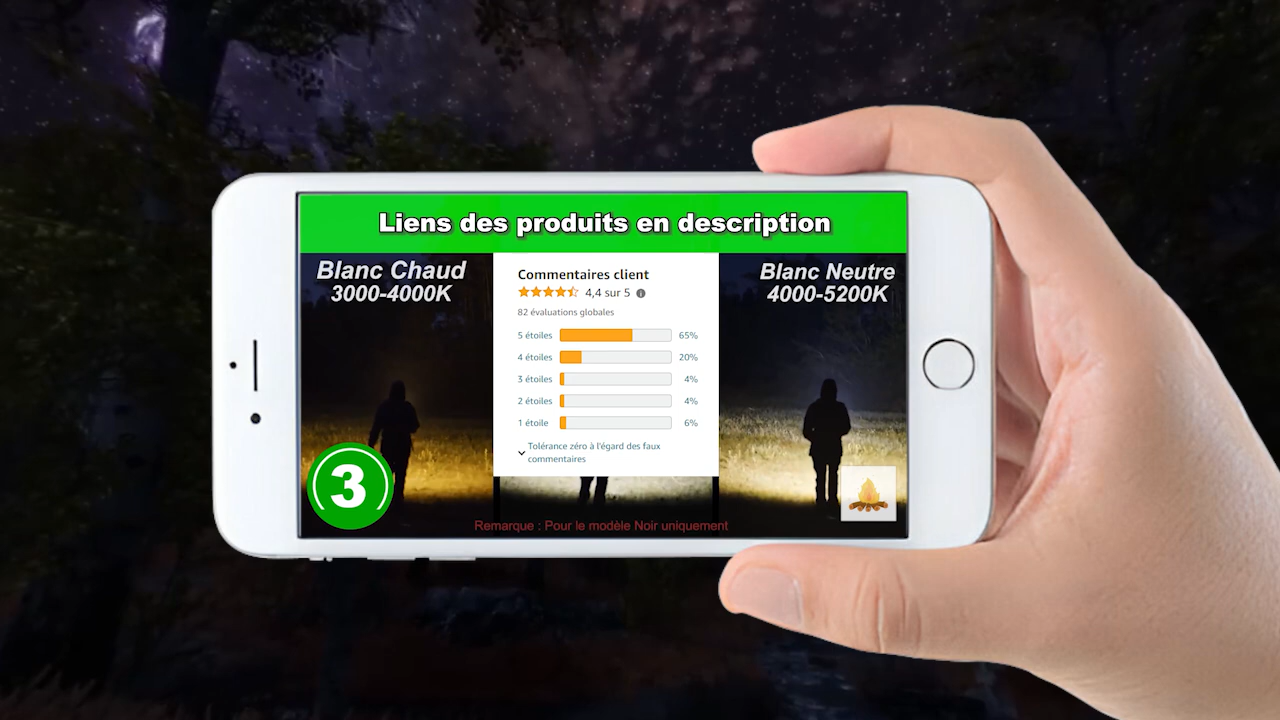 Liens des produits en description
Blanc Chaud
3000-4000K
Commentaires client
4,4 sur 5
82 évaluations globales
5 étoiles 65%
4 étoiles 20%
3 étoiles 4%
2 étoiles 4%
1 étoile 6%
Tolérance zéro à l'égard des faux
commentaires
Blanc Neutre
4000-5200K
3
Remarque : Pour le modèle Noir uniquement